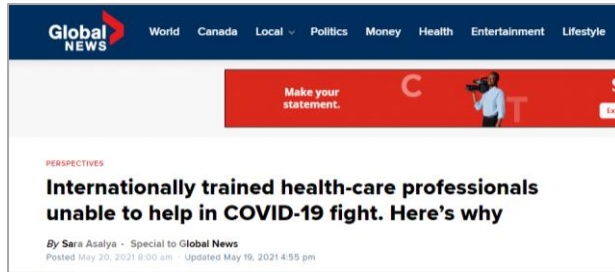 Global NEWS World Canada Local Politics Money Health Entertainment Lifestyle
Make your
statement.
C
T
PERSPECTIVES
Internationally trained health-care professionals
unable to help in COVID-19 fight. Here's why
By Sara Asalya - Special to Global News
Posted May 20, 2021 8:00 am · Updated May 19, 2021 4:55 pm